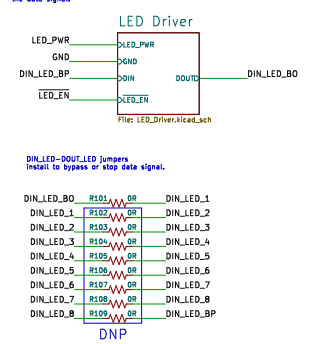 the data signal.
LED Driver
LED_PWR LED_PWR
GND GND
DIN_LED_BP DIN DOUT DIN_LED_BO
LED_EN LED_EN
File: LED_Driver.kicad_sch
DIN_LED-DOUT_LED jumpers
install to bypass or stop data signal.
DIN_LED_BO R101 0R DIN_LED_1
DIN_LED_1 R102 0R DIN_LED_2
DIN_LED_2 R103 0R DIN_LED_3
DIN_LED_3 R104 0R DIN_LED_4
DIN_LED_4 R105 0R DIN_LED_5
DIN_LED_5 R106 0R DIN_LED_6
DIN_LED_6 R107 0R DIN_LED_7
DIN_LED_7 R108 0R DIN_LED_8
DIN_LED_8 R109 0R DIN_LED_BP
DNP